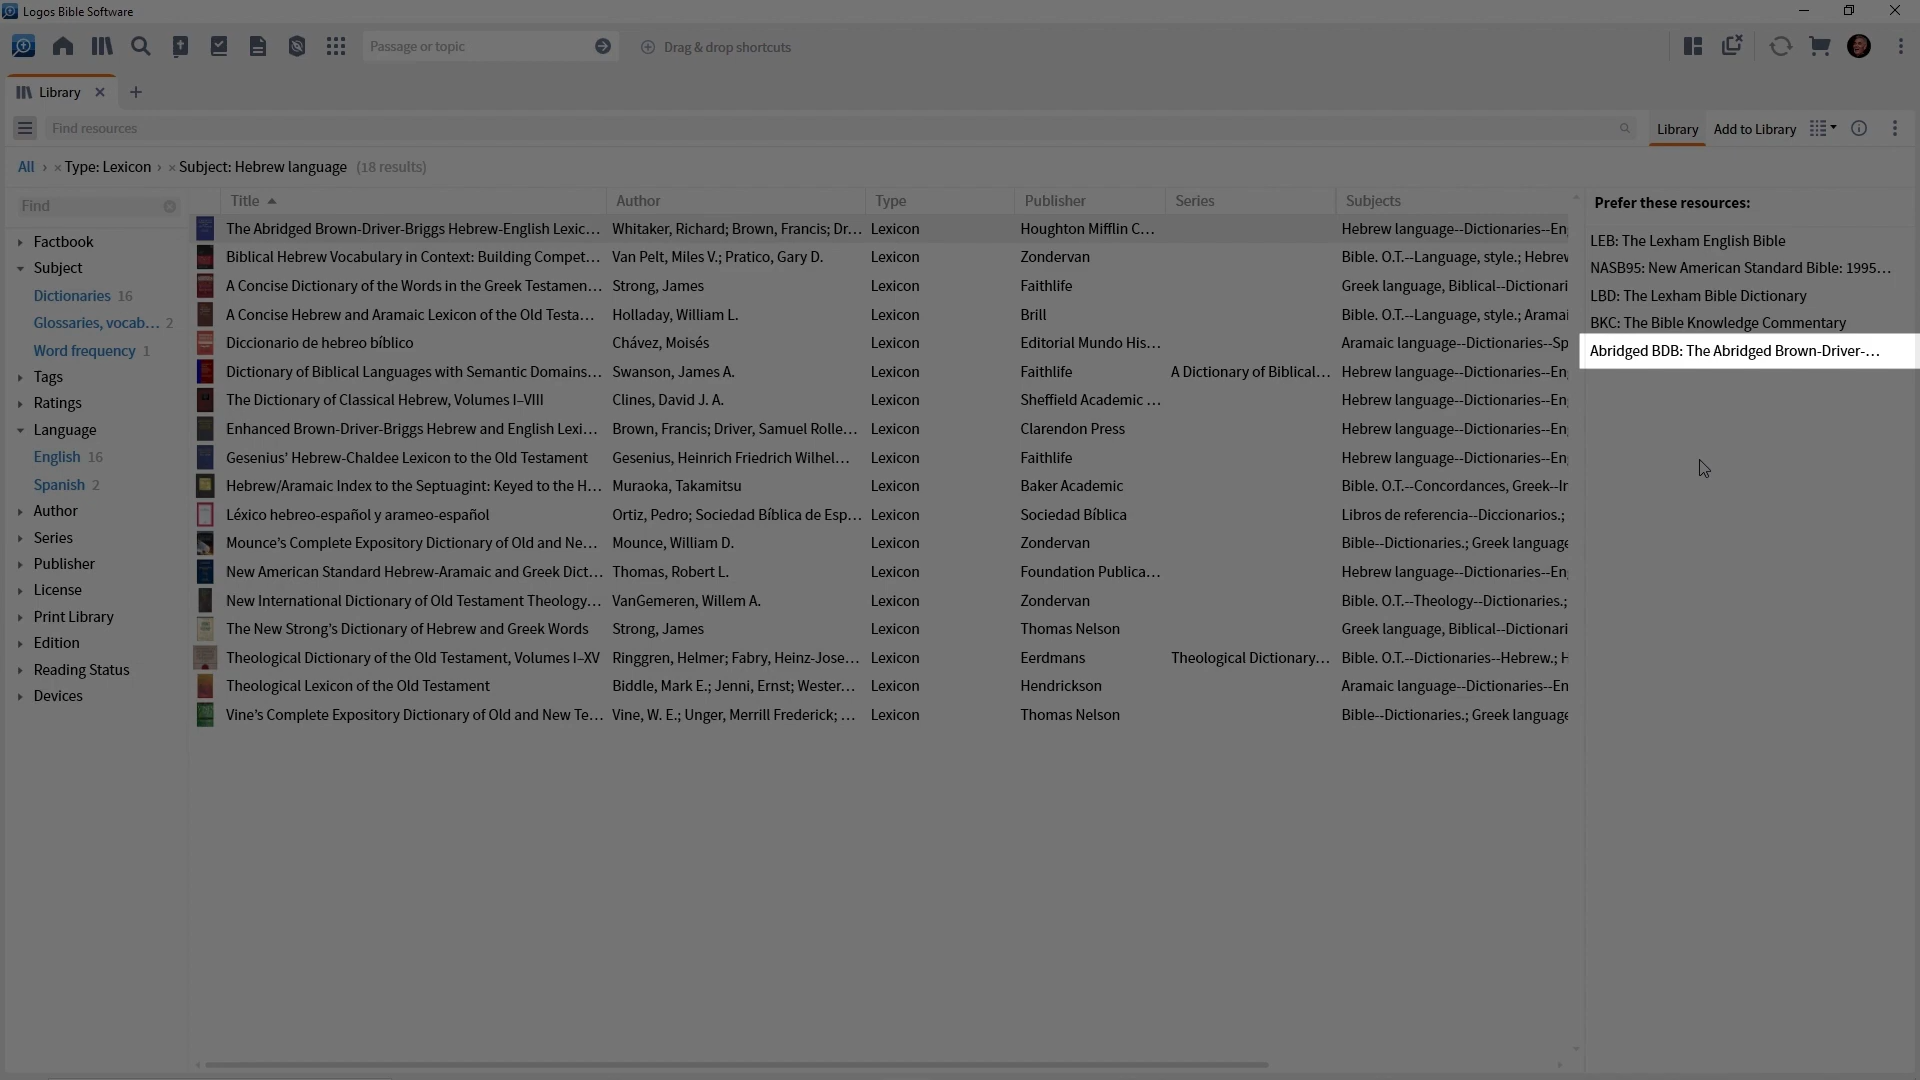 Logos Bible Software
Passage or topic
Drag & drop shortcuts
Library
Find resources
Library Add to Library
All › × Type: Lexicon › × Subject: Hebrew language (18 results)
Find
Factbook
Subject
Dictionaries 16
Glossaries, vocab… 2
Word frequency 1
Tags
Ratings
Language
English 16
Spanish 2
Author
Series
Publisher
License
Print Library
Edition
Reading Status
Devices
Title Author Type Publisher Series Subjects
The Abridged Brown-Driver-Briggs Hebrew-English Lexic… Whitaker, Richard; Brown, Francis; Dr… Lexicon Houghton Mifflin C… Hebrew language--Dictionaries--En
Biblical Hebrew Vocabulary in Context: Building Compet… Van Pelt, Miles V.; Pratico, Gary D. Lexicon Zondervan Bible. O.T.--Language, style.; Hebrew
A Concise Dictionary of the Words in the Greek Testamen… Strong, James Lexicon Faithlife Greek language, Biblical--Dictionari
A Concise Hebrew and Aramaic Lexicon of the Old Testa… Holladay, William L. Lexicon Brill Bible. O.T.--Language, style.; Aramai
Diccionario de hebreo bíblico Chávez, Moisés Lexicon Editorial Mundo His… Aramaic language--Dictionaries--Sp
Dictionary of Biblical Languages with Semantic Domains… Swanson, James A. Lexicon Faithlife A Dictionary of Biblical… Hebrew language--Dictionaries--En
The Dictionary of Classical Hebrew, Volumes I–VIII Clines, David J. A. Lexicon Sheffield Academic … Hebrew language--Dictionaries--En
Enhanced Brown-Driver-Briggs Hebrew and English Lexi… Brown, Francis; Driver, Samuel Rolle… Lexicon Clarendon Press Hebrew language--Dictionaries--En
Gesenius’ Hebrew-Chaldee Lexicon to the Old Testament Gesenius, Heinrich Friedrich Wilhel… Lexicon Faithlife Hebrew language--Dictionaries--En
Hebrew/Aramaic Index to the Septuagint: Keyed to the H… Muraoka, Takamitsu Lexicon Baker Academic Bible. O.T.--Concordances, Greek--In
Léxico hebreo-español y arameo-español Ortiz, Pedro; Sociedad Bíblica de Esp… Lexicon Sociedad Bíblica Libros de referencia--Diccionarios.;
Mounce’s Complete Expository Dictionary of Old and Ne… Mounce, William D. Lexicon Zondervan Bible--Dictionaries.; Greek language
New American Standard Hebrew-Aramaic and Greek Dict… Thomas, Robert L. Lexicon Foundation Publica… Hebrew language--Dictionaries--En
New International Dictionary of Old Testament Theology… VanGemeren, Willem A. Lexicon Zondervan Bible. O.T.--Theology--Dictionaries.;
The New Strong’s Dictionary of Hebrew and Greek Words Strong, James Lexicon Thomas Nelson Greek language, Biblical--Dictionari
Theological Dictionary of the Old Testament, Volumes I–XV Ringgren, Helmer; Fabry, Heinz-Jose… Lexicon Eerdmans Theological Dictionary… Bible. O.T.--Dictionaries--Hebrew.; H
Theological Lexicon of the Old Testament Biddle, Mark E.; Jenni, Ernst; Wester… Lexicon Hendrickson Aramaic language--Dictionaries--En
Vine’s Complete Expository Dictionary of Old and New Te… Vine, W. E.; Unger, Merrill Frederick; … Lexicon Thomas Nelson Bible--Dictionaries.; Greek language
Prefer these resources:
LEB: The Lexham English Bible
NASB95: New American Standard Bible: 1995…
LBD: The Lexham Bible Dictionary
BKC: The Bible Knowledge Commentary
Abridged BDB: The Abridged Brown-Driver-…